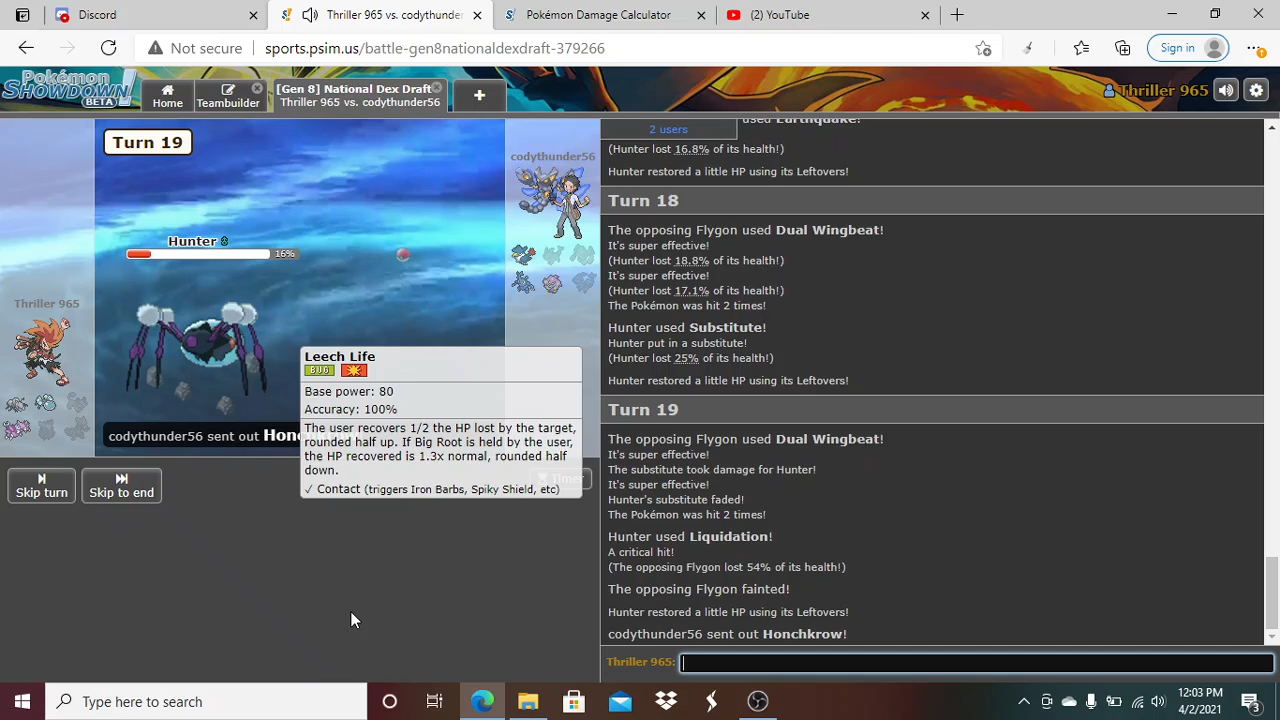 Discord
Thriller 965 vs. codythunder
Pokémon Damage Calculator
(2) YouTube
Not secure
sports.psim.us/battle-gen8nationaldexdraft-379266
Sign in
Pokémon
SHOWDOWN!
BETA
Home
Teambuilder
[Gen 8] National Dex Draft
Thriller 965 vs. codythunder56
Thriller 965
Turn 19
codythunder56
Hunter
16%
Thriller 965
Leech Life
BUG
Base power: 80
Accuracy: 100%
The user recovers 1/2 the HP lost by the target,
rounded half up. If Big Root is held by the user,
the HP recovered is 1.3x normal, rounded half
down.
✓ Contact (triggers Iron Barbs, Spiky Shield, etc)
codythunder56 sent out
Timer
Skip turn
Skip to end
2 users
used Earthquake!
(Hunter lost 16.8% of its health!)
Hunter restored a little HP using its Leftovers!
Turn 18
The opposing Flygon used Dual Wingbeat!
It's super effective!
(Hunter lost 18.8% of its health!)
It's super effective!
(Hunter lost 17.1% of its health!)
The Pokémon was hit 2 times!
Hunter used Substitute!
Hunter put in a substitute!
(Hunter lost 25% of its health!)
Hunter restored a little HP using its Leftovers!
Turn 19
The opposing Flygon used Dual Wingbeat!
It's super effective!
The substitute took damage for Hunter!
It's super effective!
Hunter's substitute faded!
The Pokémon was hit 2 times!
Hunter used Liquidation!
A critical hit!
(The opposing Flygon lost 54% of its health!)
The opposing Flygon fainted!
Hunter restored a little HP using its Leftovers!
codythunder56 sent out Honchkrow!
Thriller 965:
Type here to search
12:03 PM
4/2/2021
3